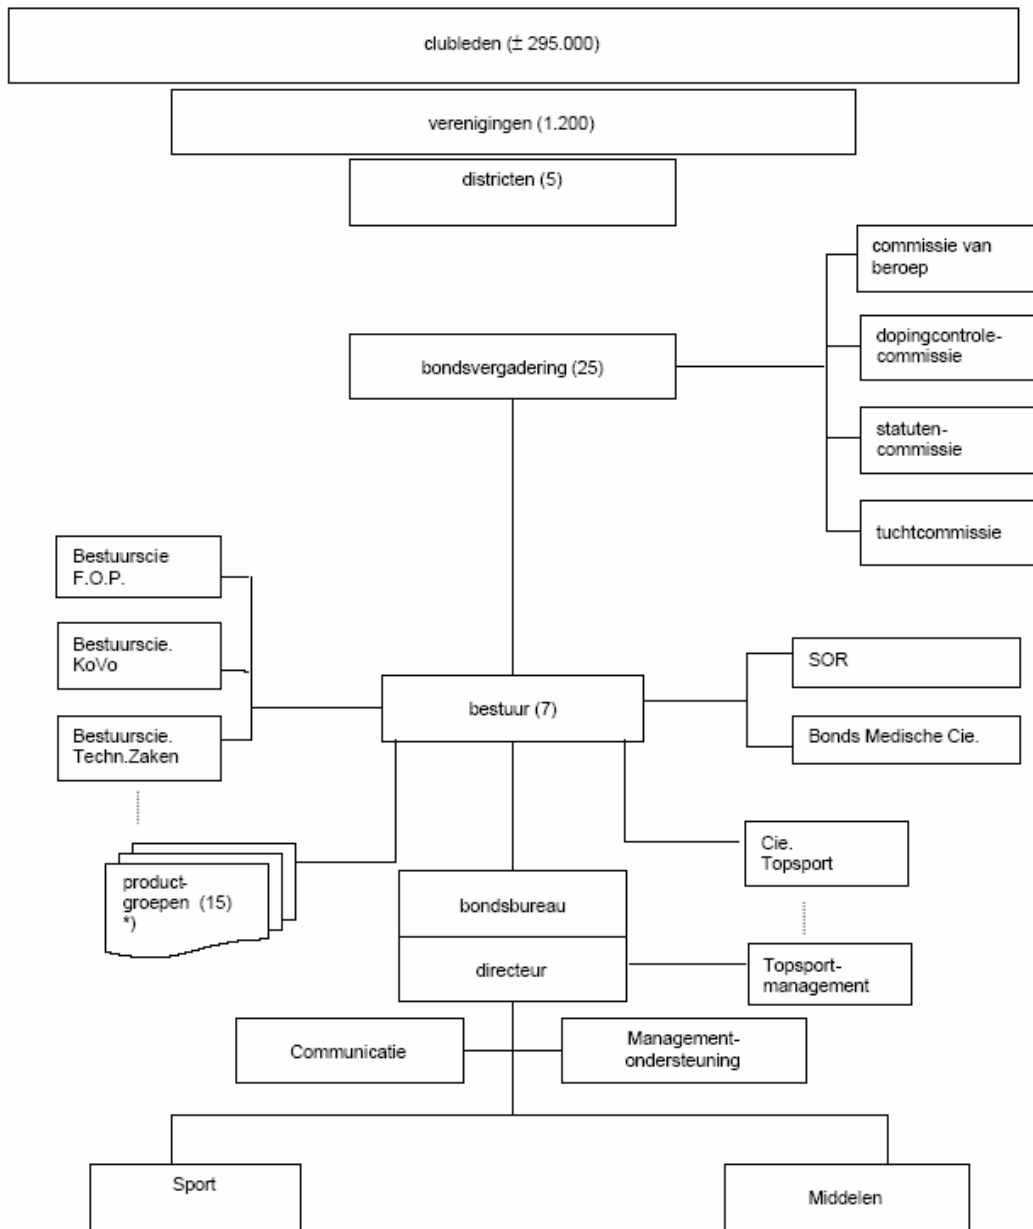 clubleden (± 295.000)
verenigingen (1.200)
districten (5)
commissie van
beroep
dopingcontrole-
commissie
bondsvergadering (25)
statuten-
commissie
tuchtcommissie
Bestuurscie
F.O.P.
Bestuurscie.
KoVo
SOR
bestuur (7)
Bestuurscie.
Techn.Zaken
Bonds Medische Cie.
Cie.
Topsport
product-
groepen (15)
*)
bondsbureau
directeur
Topsport-
management
Communicatie
Management-
ondersteuning
Sport
Middelen